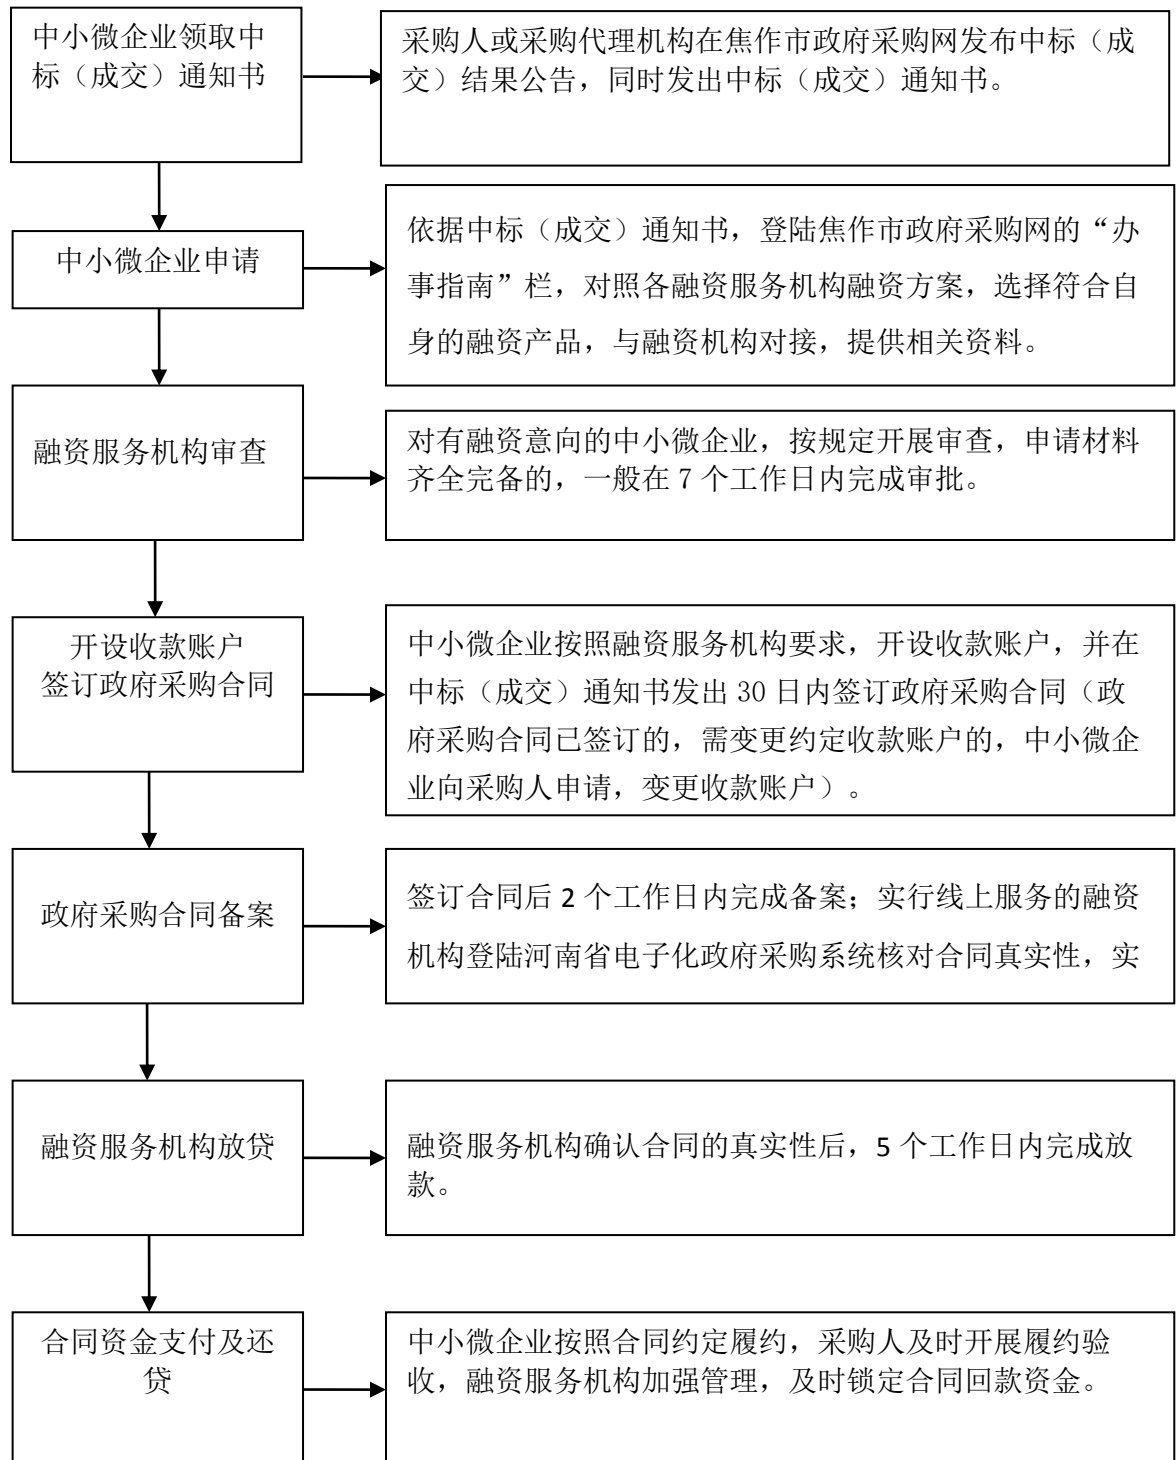 中小微企业领取中
标（成交）通知书
采购人或采购代理机构在焦作市政府采购网发布中标（成
交）结果公告，同时发出中标（成交）通知书。
中小微企业申请
依据中标（成交）通知书，登陆焦作市政府采购网的“办
事指南”栏，对照各融资服务机构融资方案，选择符合自
身的融资产品，与融资机构对接，提供相关资料。
融资服务机构审查
对有融资意向的中小微企业，按规定开展审查，申请材料
齐全完备的，一般在 7 个工作日内完成审批。
开设收款账户
签订政府采购合同
中小微企业按照融资服务机构要求，开设收款账户，并在
中标（成交）通知书发出 30 日内签订政府采购合同（政
府采购合同已签订的，需变更约定收款账户的，中小微企
业向采购人申请，变更收款账户）。
政府采购合同备案
签订合同后 2 个工作日内完成备案；实行线上服务的融资
机构登陆河南省电子化政府采购系统核对合同真实性，实
融资服务机构放贷
融资服务机构确认合同的真实性后，5 个工作日内完成放
款。
合同资金支付及还
贷
中小微企业按照合同约定履约，采购人及时开展履约验
收，融资服务机构加强管理，及时锁定合同回款资金。